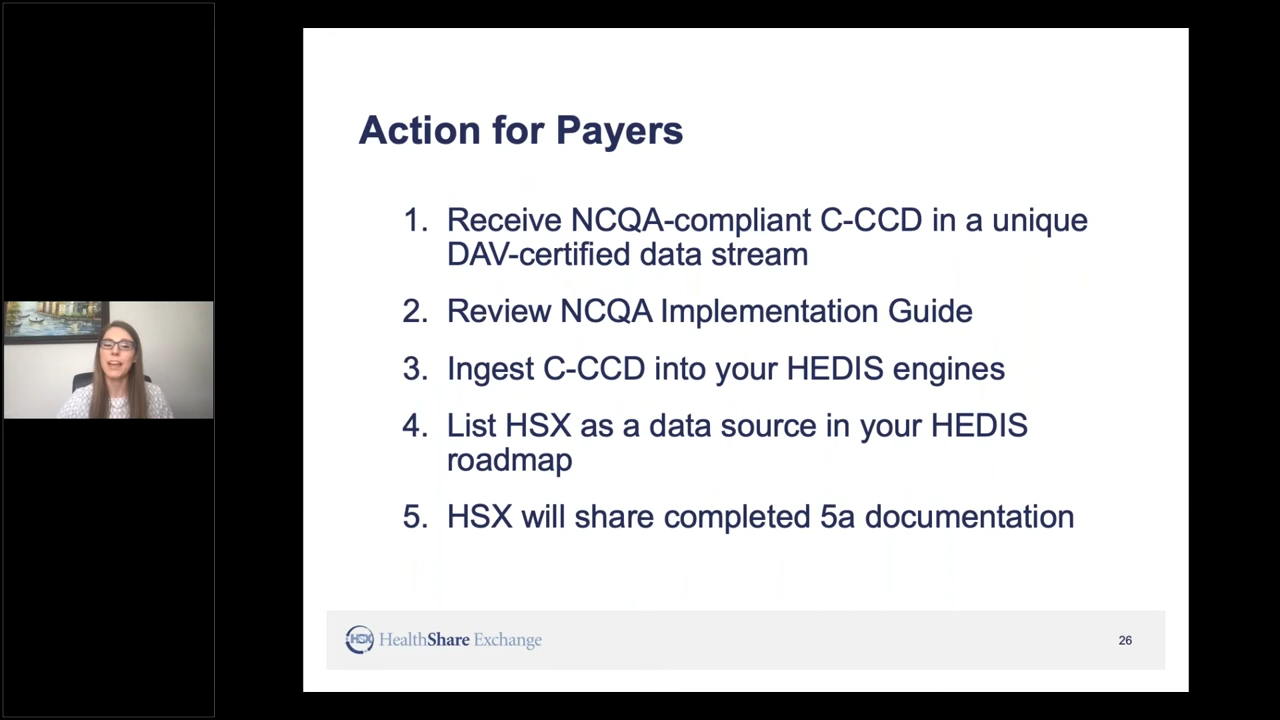 Action for Payers
1. Receive NCQA-compliant C-CCD in a unique
DAV-certified data stream
2. Review NCQA Implementation Guide
3. Ingest C-CCD into your HEDIS engines
4. List HSX as a data source in your HEDIS
roadmap
5. HSX will share completed 5a documentation
HSX HealthShare Exchange
26